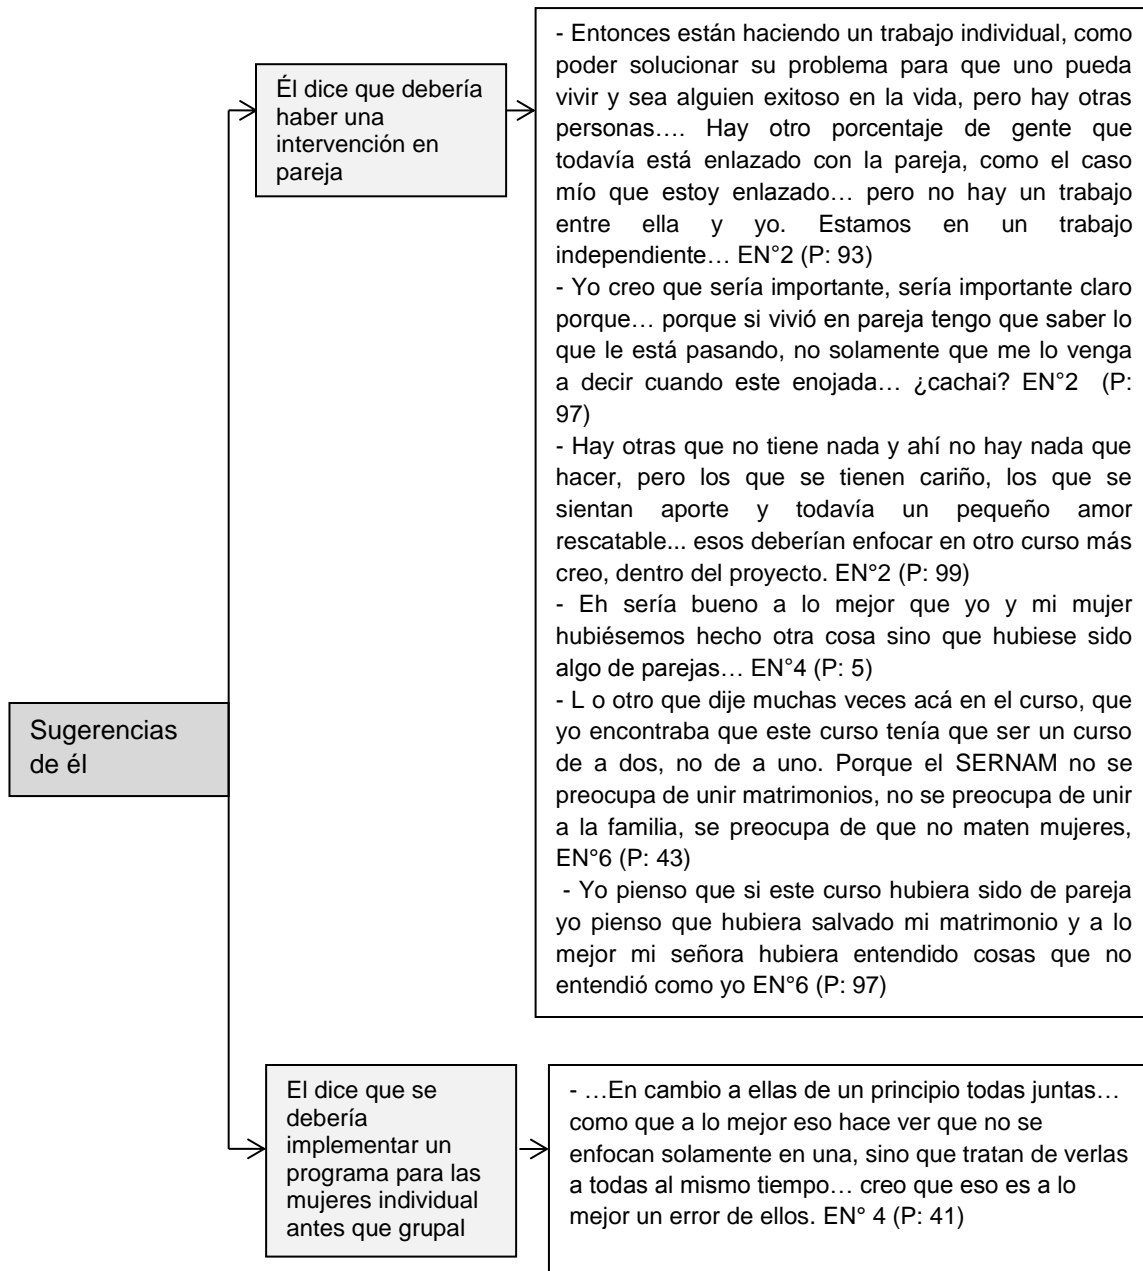 Sugerencias
de él
Él dice que debería
haber una
intervención en
pareja
- Entonces están haciendo un trabajo individual, como
poder solucionar su problema para que uno pueda
vivir y sea alguien exitoso en la vida, pero hay otras
personas…. Hay otro porcentaje de gente que
todavía está enlazado con la pareja, como el caso
mío que estoy enlazado… pero no hay un trabajo
entre ella y yo. Estamos en un trabajo
independiente… EN°2 (P: 93)
- Yo creo que sería importante, sería importante claro
porque… porque si vivió en pareja tengo que saber lo
que le está pasando, no solamente que me lo venga
a decir cuando este enojada… ¿cachai? EN°2 (P:
97)
- Hay otras que no tiene nada y ahí no hay nada que
hacer, pero los que se tienen cariño, los que se
sientan aporte y todavía un pequeño amor
rescatable... esos deberían enfocar en otro curso más
creo, dentro del proyecto. EN°2 (P: 99)
- Eh sería bueno a lo mejor que yo y mi mujer
hubiésemos hecho otra cosa sino que hubiese sido
algo de parejas… EN°4 (P: 5)
- L o otro que dije muchas veces acá en el curso, que
yo encontraba que este curso tenía que ser un curso
de a dos, no de a uno. Porque el SERNAM no se
preocupa de unir matrimonios, no se preocupa de unir
a la familia, se preocupa de que no maten mujeres,
EN°6 (P: 43)
- Yo pienso que si este curso hubiera sido de pareja
yo pienso que hubiera salvado mi matrimonio y a lo
mejor mi señora hubiera entendido cosas que no
entendió como yo EN°6 (P: 97)
El dice que se
debería
implementar un
programa para las
mujeres individual
antes que grupal
- …En cambio a ellas de un principio todas juntas…
como que a lo mejor eso hace ver que no se
enfocan solamente en una, sino que tratan de verlas
a todas al mismo tiempo… creo que eso es a lo
mejor un error de ellos. EN° 4 (P: 41)